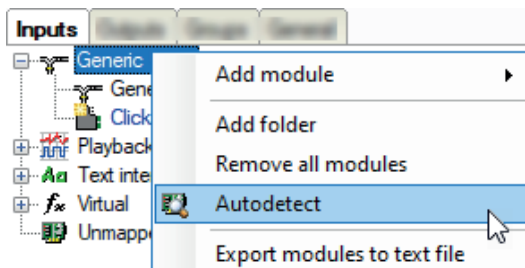 Inputs
Generic
Add module
Gene
Click
Add folder
Playback
Remove all modules
Text inte
Virtual
Autodetect
Unmappe
Export modules to text file